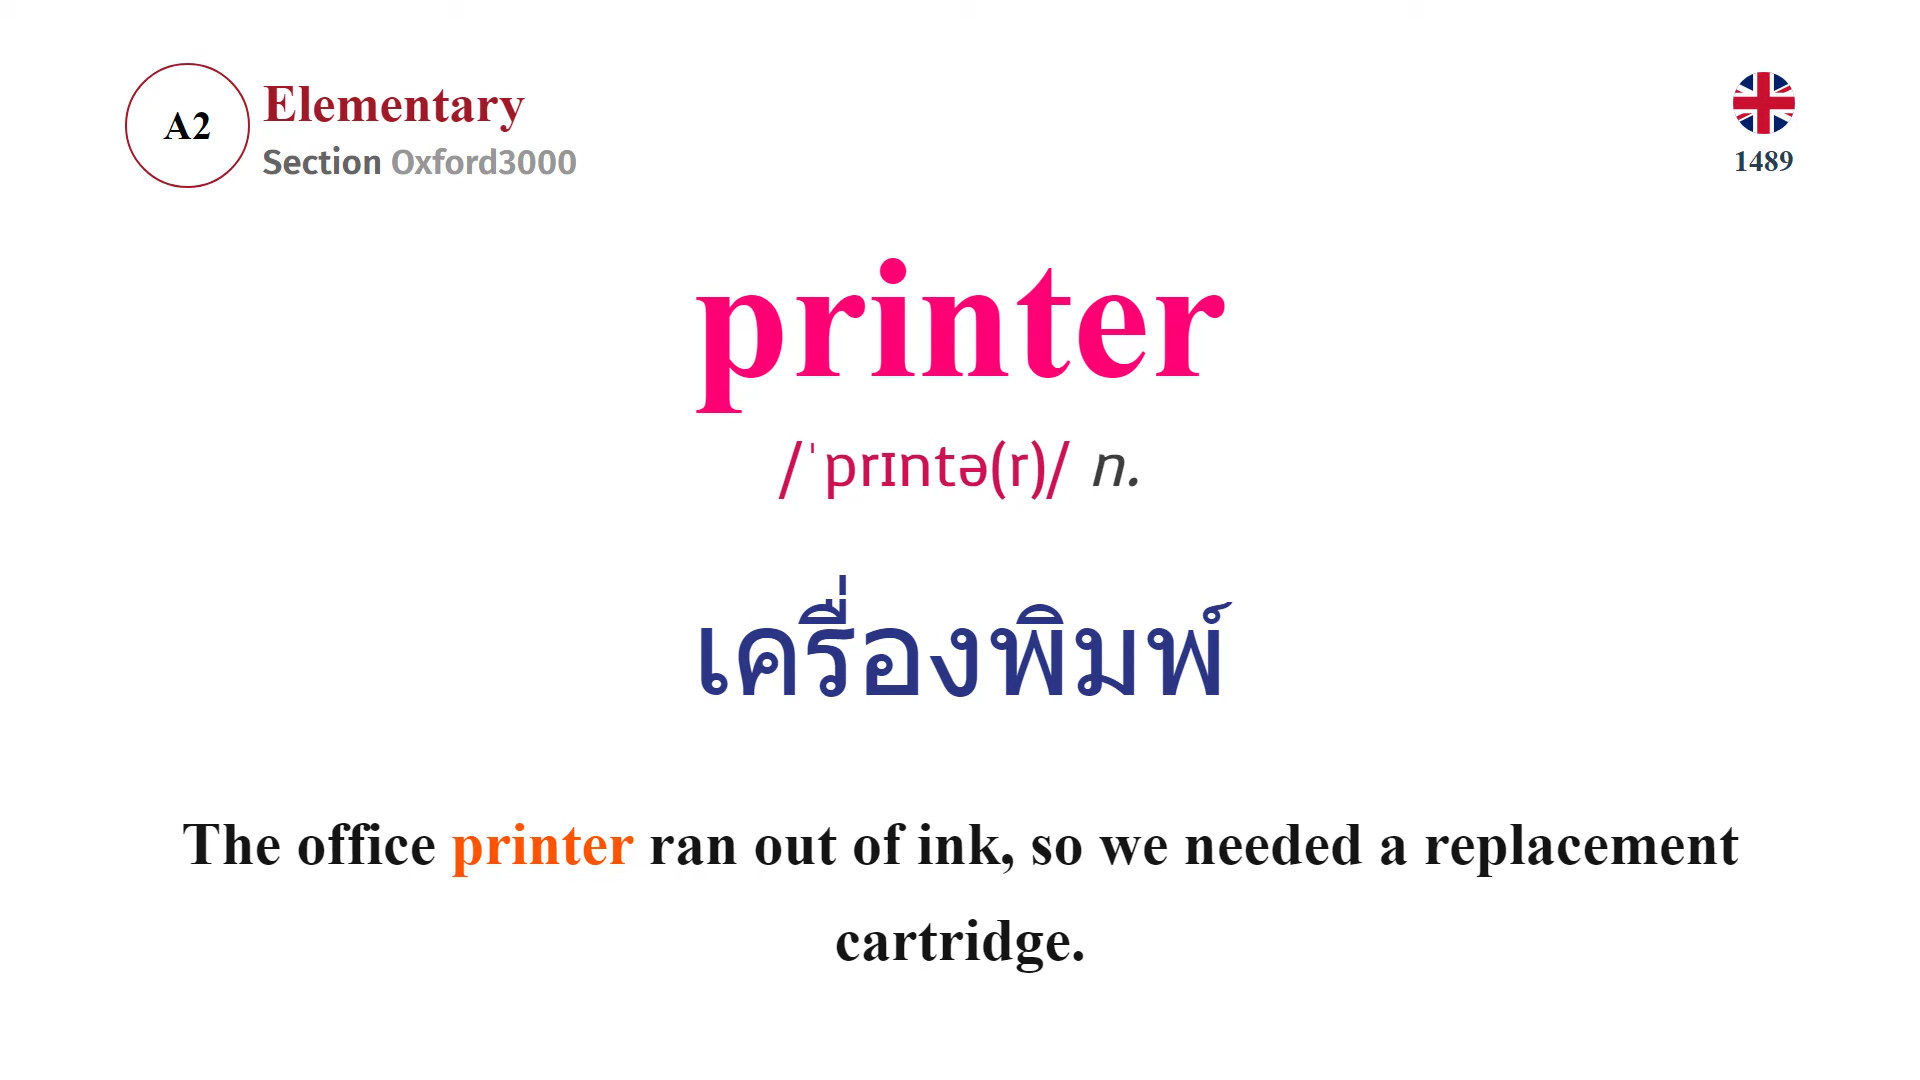 A2
Elementary
Section Oxford3000
1489
printer
/ˈprɪntə(r)/ n.
เครื่องพิมพ์
The office printer ran out of ink, so we needed a replacement
cartridge.